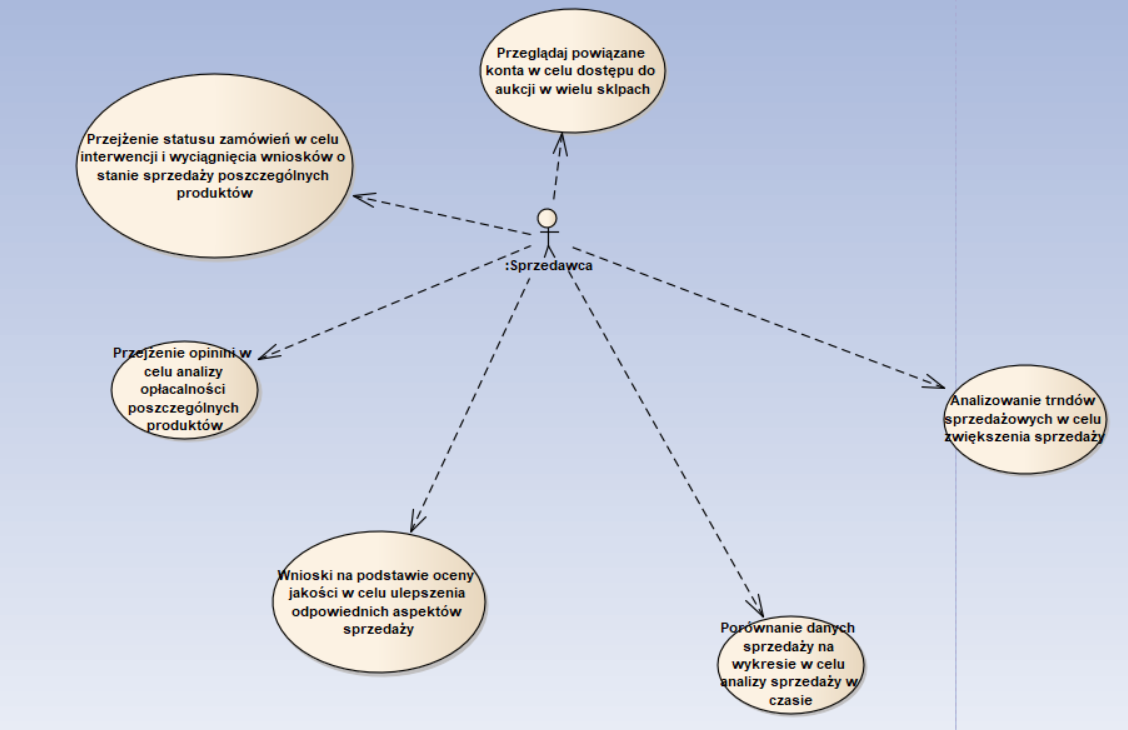 Przeglądaj powiązane
konta w celu dostępu do
aukcji w wielu sklpach
Przejżenie statusu zamówień w celu
interwencji i wyciągnięcia wniosków o
stanie sprzedaży poszczególnych
produktów
:Sprzedawca
Przejżenie opinini w
celu analizy
opłacalności
poszczególnych
produktów
Analizowanie trndów
sprzedażowych w celu
zwiększenia sprzedaży
Wnioski na podstawie oceny
jakości w celu ulepszenia
odpowiednich aspektów
sprzedaży
Porównanie danych
sprzedaży na
wykresie w celu
analizy sprzedaży w
czasie